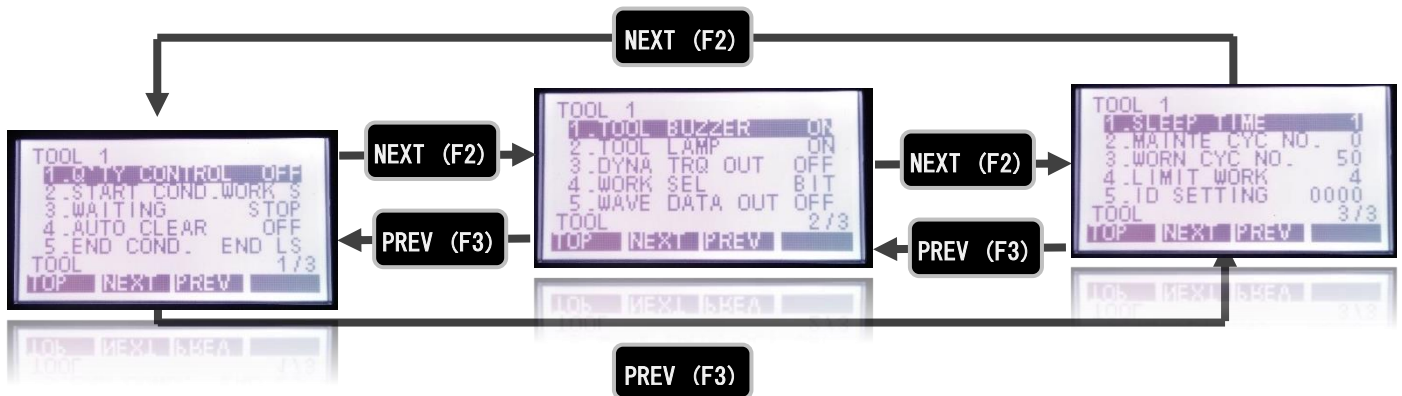 NEXT (F2)
TOOL 1
1.Q'TY CONTROL OFF
2.START COND.WORK S
3.WAITING STOP
4.AUTO CLEAR OFF
5.END COND. END LS
TOOL 1/3
TOP NEXT PREV
NEXT (F2)
PREV (F3)
TOOL 1
1.TOOL BUZZER ON
2.TOOL LAMP ON
3.DYNA TRQ OUT OFF
4.WORK SEL BIT
5.WAVE DATA OUT OFF
TOOL 2/3
TOP NEXT PREV
NEXT (F2)
PREV (F3)
TOOL 1
1.SLEEP TIME 1
2.MAINTE CYC NO. 0
3.WORN CYC NO. 50
4.LIMIT WORK 4
5.ID SETTING 0000
TOOL 3/3
TOP NEXT PREV
PREV (F3)